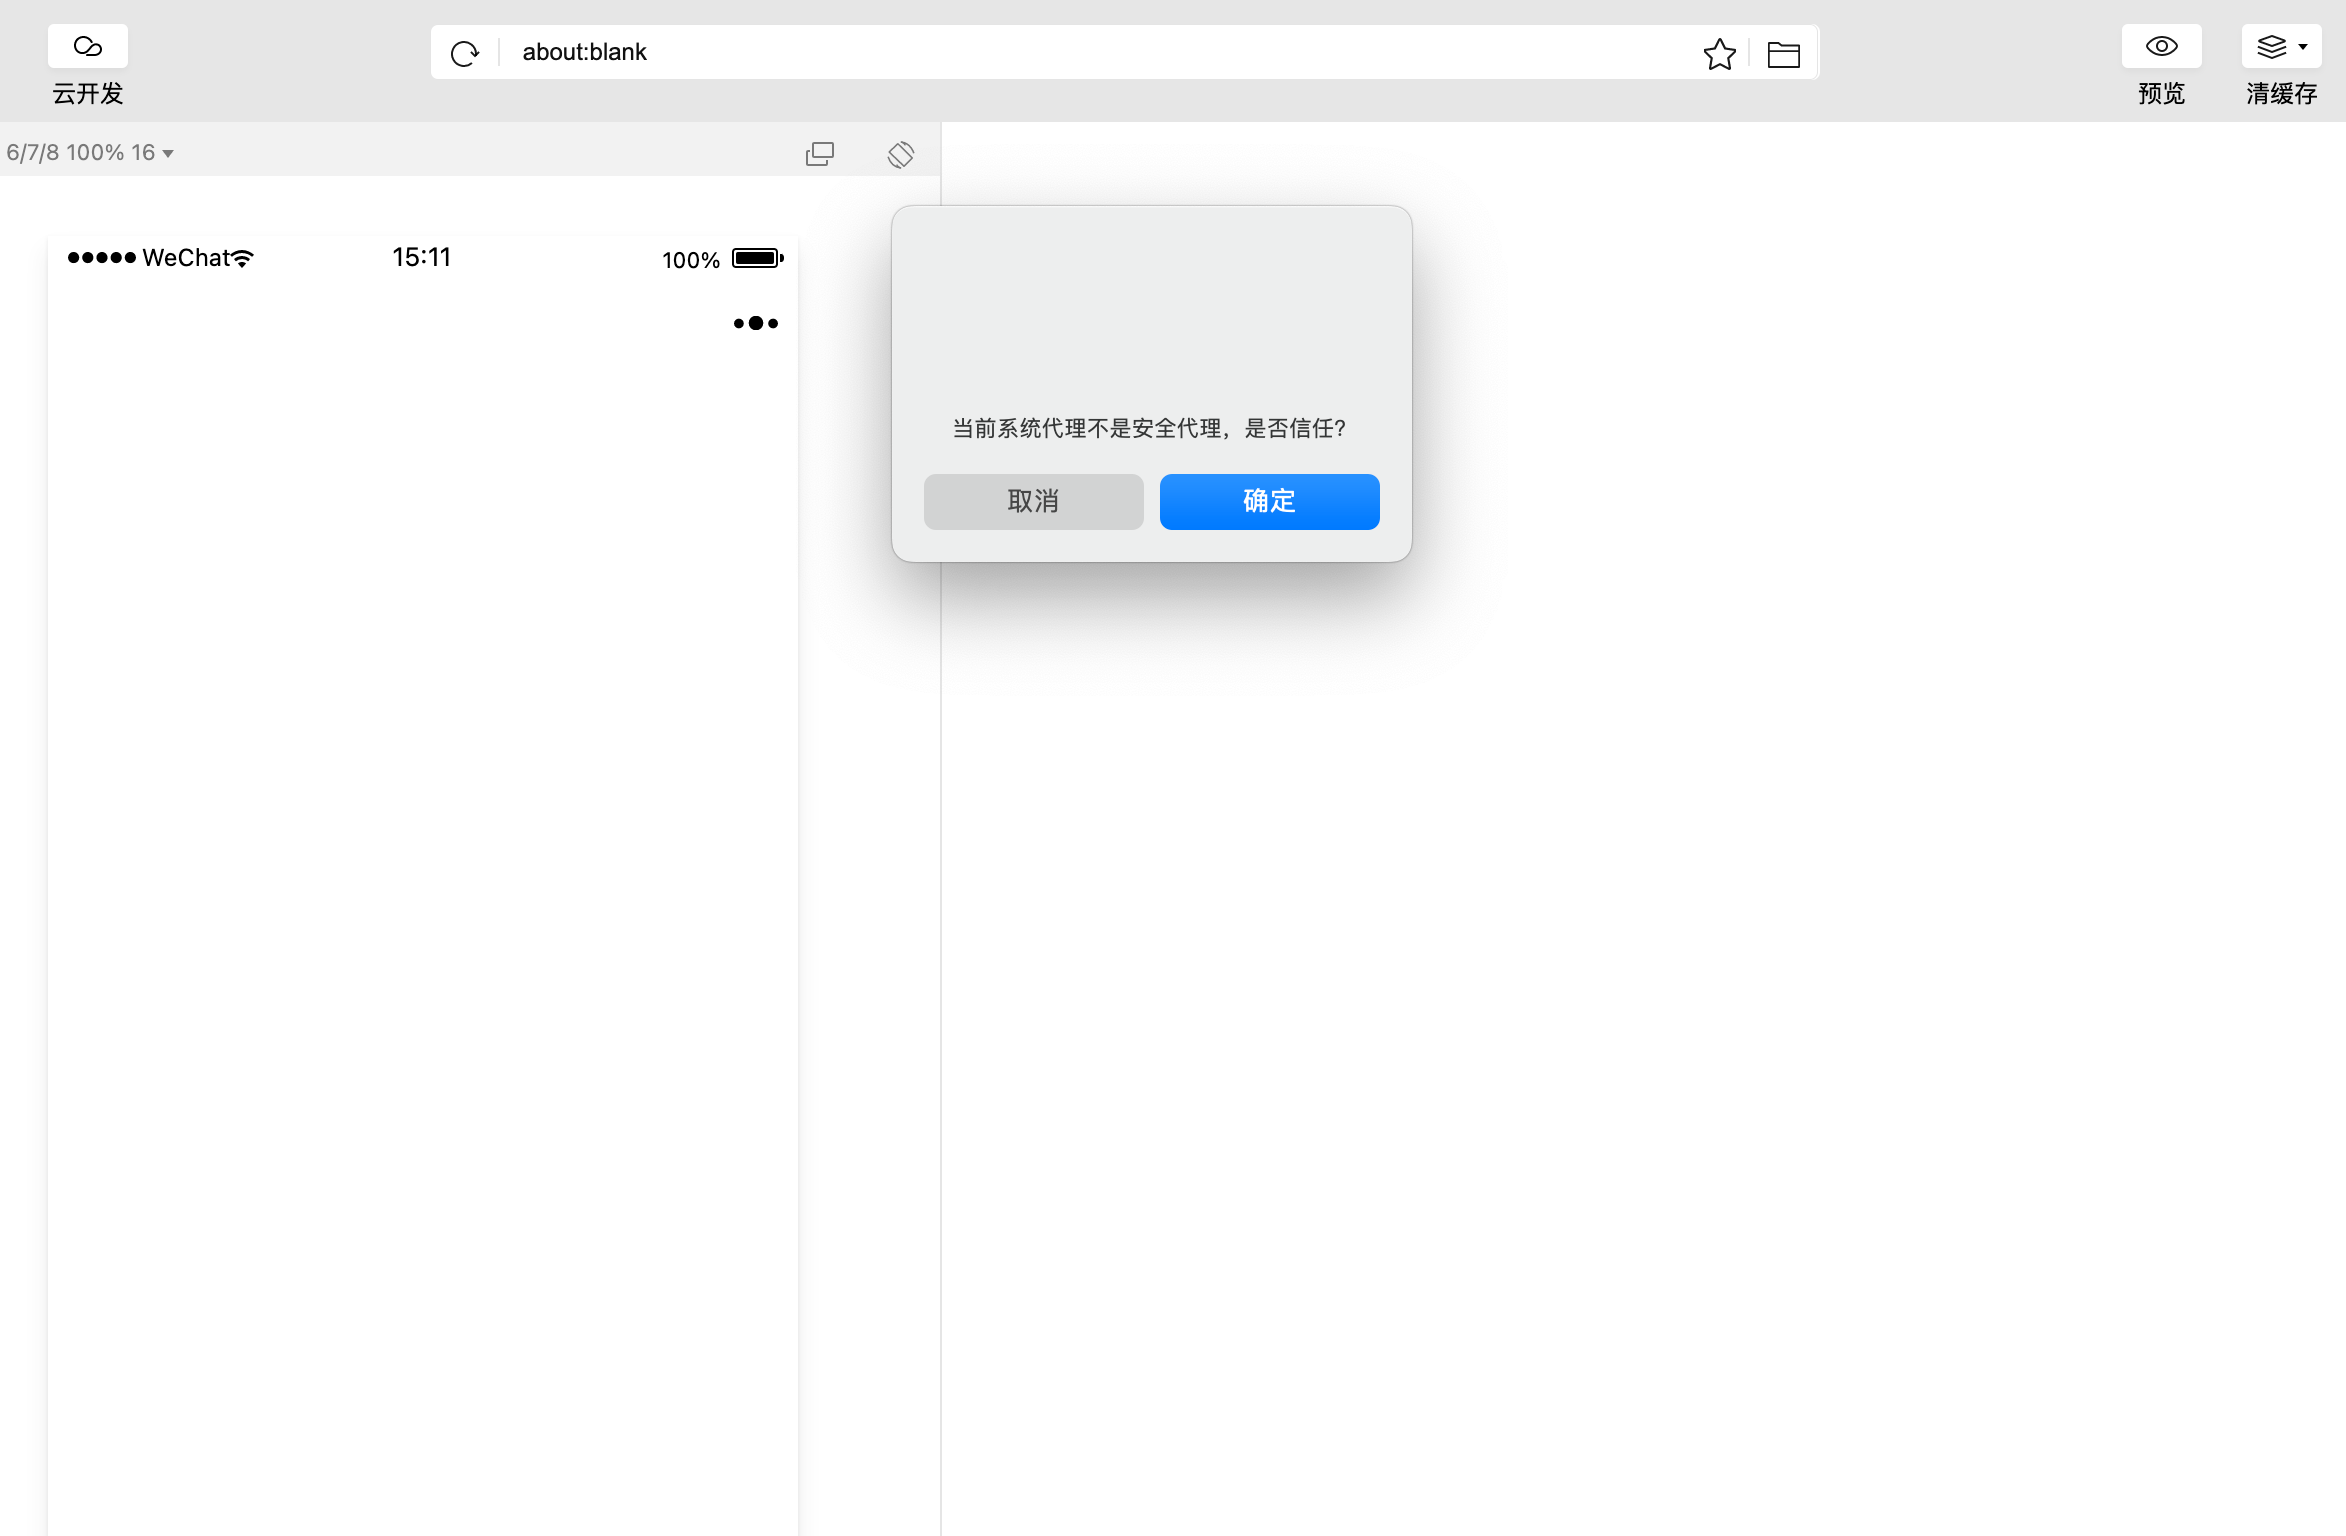 about:blank
云开发
预览
清缓存
6/7/8 100% 16
WeChat
15:11
100%
当前系统代理不是安全代理，是否信任?
取消
确定